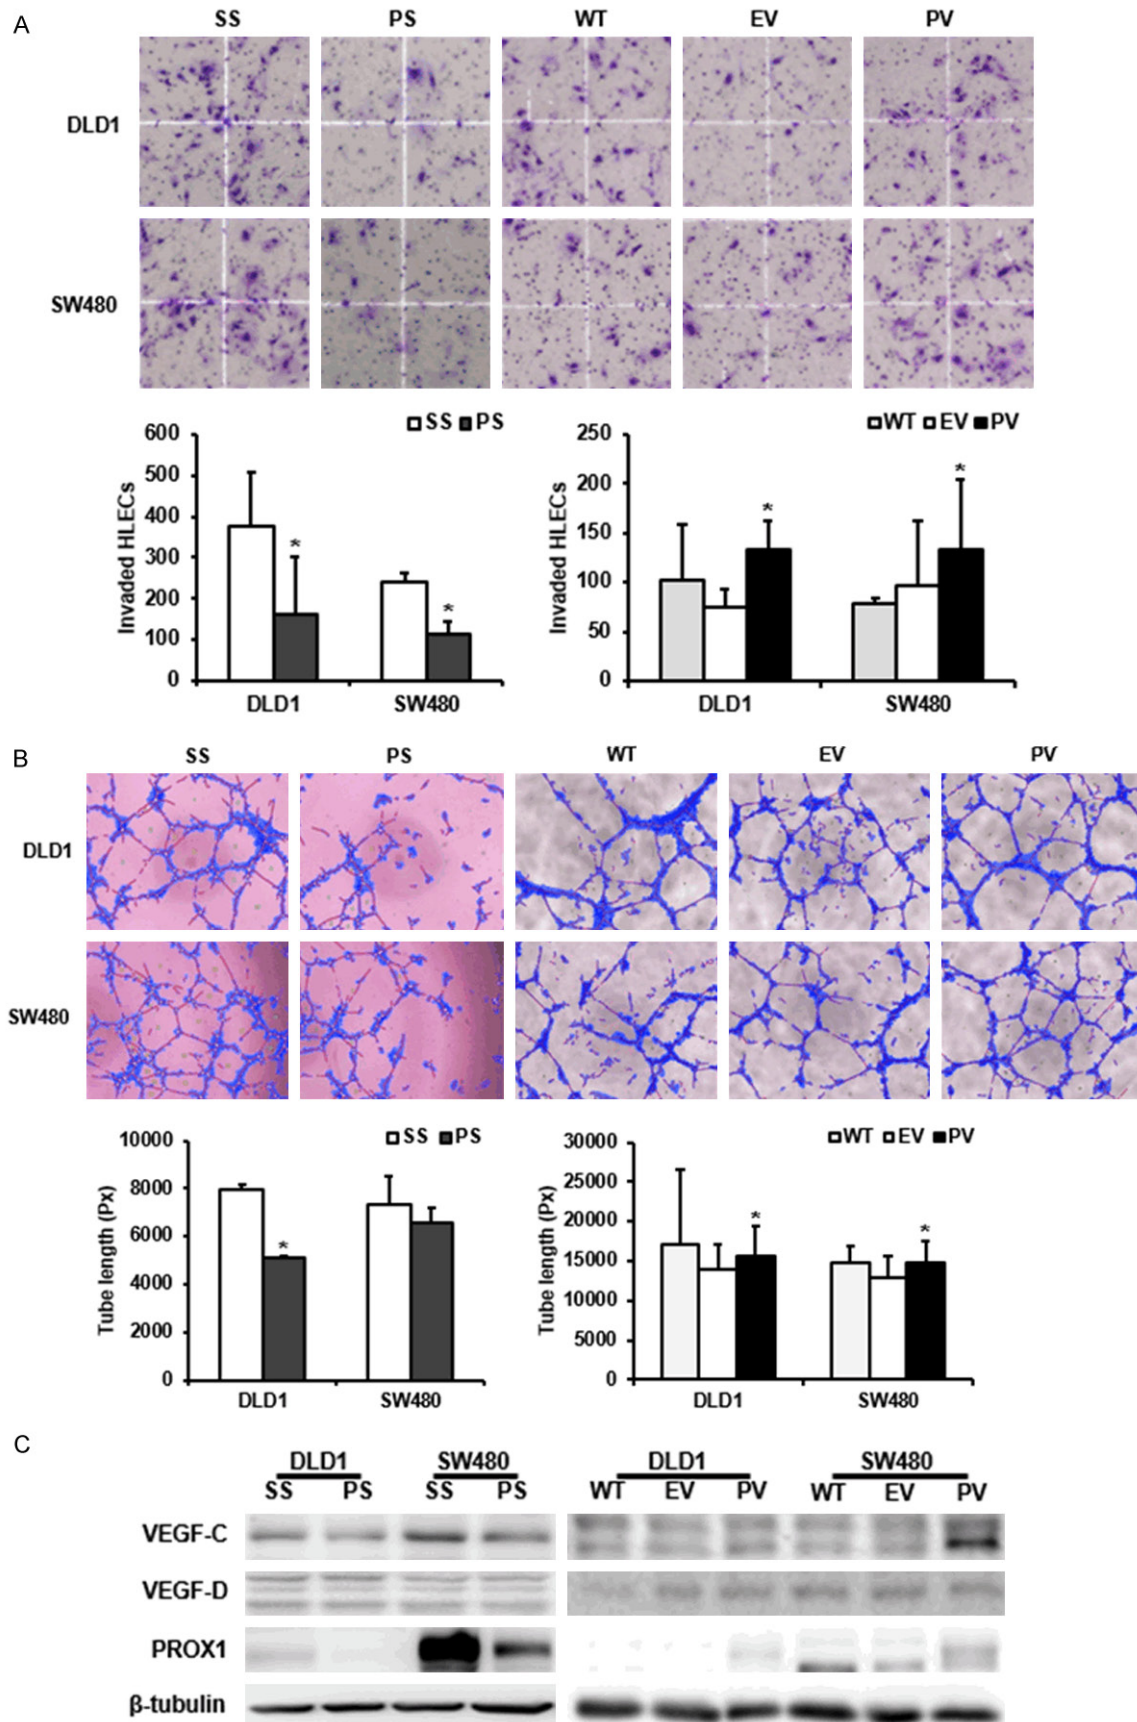 A
SS PS WT EV PV
DLD1
SW480
600
500
400
300
200
100
0
Invaded HLECs
SS PS
* *
DLD1 SW480
250
200
150
100
50
0
Invaded HLECs
WT EV PV
* *
DLD1 SW480
B
SS PS WT EV PV
DLD1
SW480
10000
8000
6000
4000
2000
0
Tube length (Px)
SS PS
*
DLD1 SW480
30000
25000
20000
15000
10000
5000
0
Tube length (Px)
WT EV PV
* *
DLD1 SW480
C
DLD1 SW480 DLD1 SW480
SS PS SS PS WT EV PV WT EV PV
VEGF-C
VEGF-D
PROX1
β-tubulin